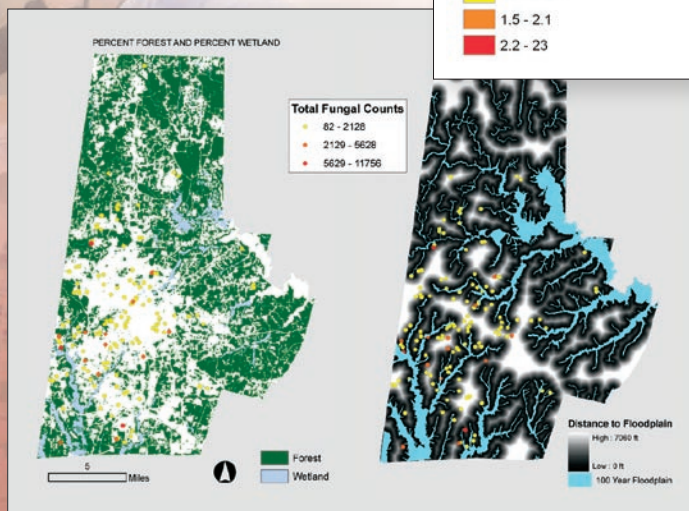 1.5 - 2.1
2.2 - 23
PERCENT FOREST AND PERCENT WETLAND
Total Fungal Counts
82 - 2128
2129 - 5628
5629 - 11756
5
Miles
Forest
Wetland
Distance to Floodplain
High : 7060 ft
Low : 0 ft
100 Year Floodplain